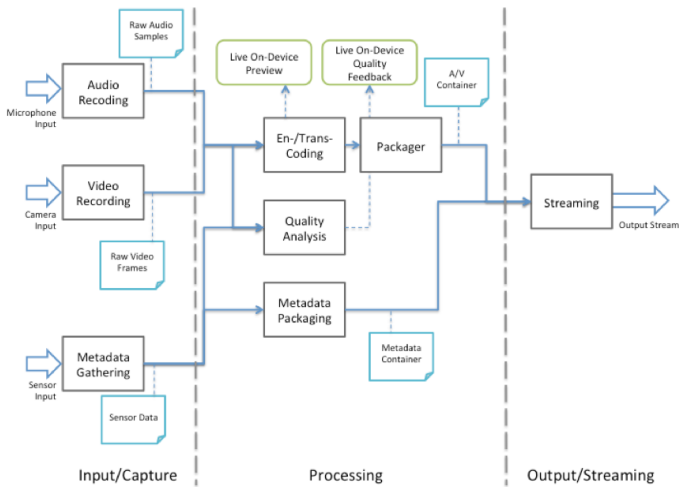 Raw Audio
Samples
Live On-Device
Preview
Live On-Device
Quality
Feedback
A/V
Container
Audio
Recoding
Microphone
Input
En-/Trans-
Coding
Packager
Video
Recording
Camera
Input
Quality
Analysis
Streaming
Output Stream
Raw Video
Frames
Metadata
Packaging
Metadata
Gathering
Sensor
Input
Metadata
Container
Sensor Data
Input/Capture
Processing
Output/Streaming